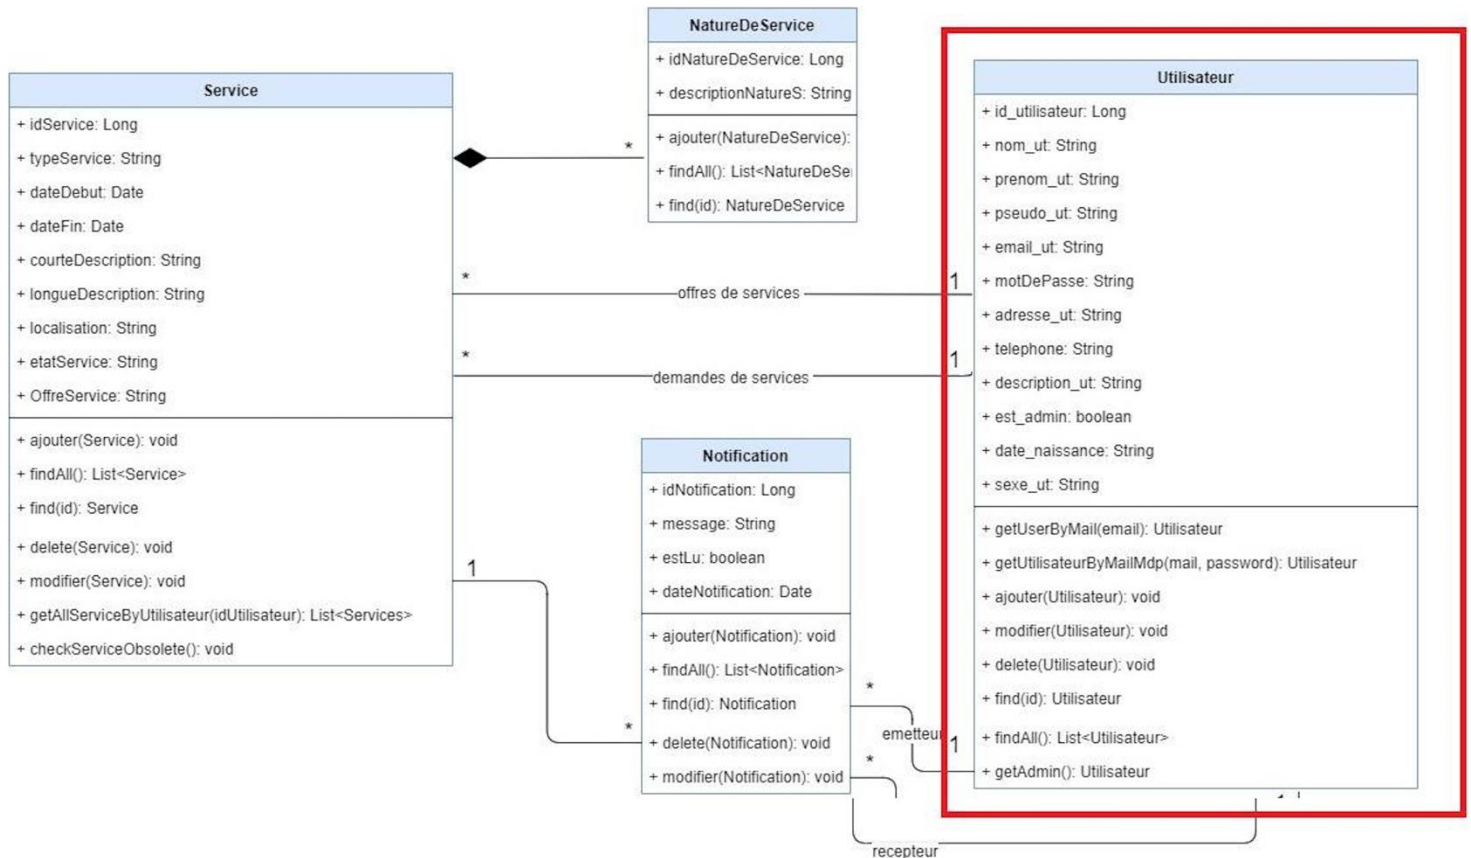 NatureDeService
+ idNatureDeService: Long
+ descriptionNatureS: String
+ ajouter(NatureDeService):
+ findAll(): List<NatureDeSe
+ find(id): NatureDeService
Service
+ idService: Long
+ typeService: String
+ dateDebut: Date
+ dateFin: Date
+ courteDescription: String
+ longueDescription: String
+ localisation: String
+ etatService: String
+ OffreService: String
+ ajouter(Service): void
+ findAll(): List<Service>
+ find(id): Service
+ delete(Service): void
+ modifier(Service): void
+ getAllServiceByUtilisateur(idUtilisateur): List<Services>
+ checkServiceObsolete(): void
*
* offres de services 1
* demandes de services 1
Notification
+ idNotification: Long
+ message: String
+ estLu: boolean
+ dateNotification: Date
+ ajouter(Notification): void
+ findAll(): List<Notification>
+ find(id): Notification
+ delete(Notification): void
+ modifier(Notification): void
1
*
*
emetteur 1
*
recepteur
Utilisateur
+ id_utilisateur: Long
+ nom_ut: String
+ prenom_ut: String
+ pseudo_ut: String
+ email_ut: String
+ motDePasse: String
+ adresse_ut: String
+ telephone: String
+ description_ut: String
+ est_admin: boolean
+ date_naissance: String
+ sexe_ut: String
+ getUserByMail(email): Utilisateur
+ getUtilisateurByMailMdp(mail, password): Utilisateur
+ ajouter(Utilisateur): void
+ modifier(Utilisateur): void
+ delete(Utilisateur): void
+ find(id): Utilisateur
+ findAll(): List<Utilisateur>
+ getAdmin(): Utilisateur